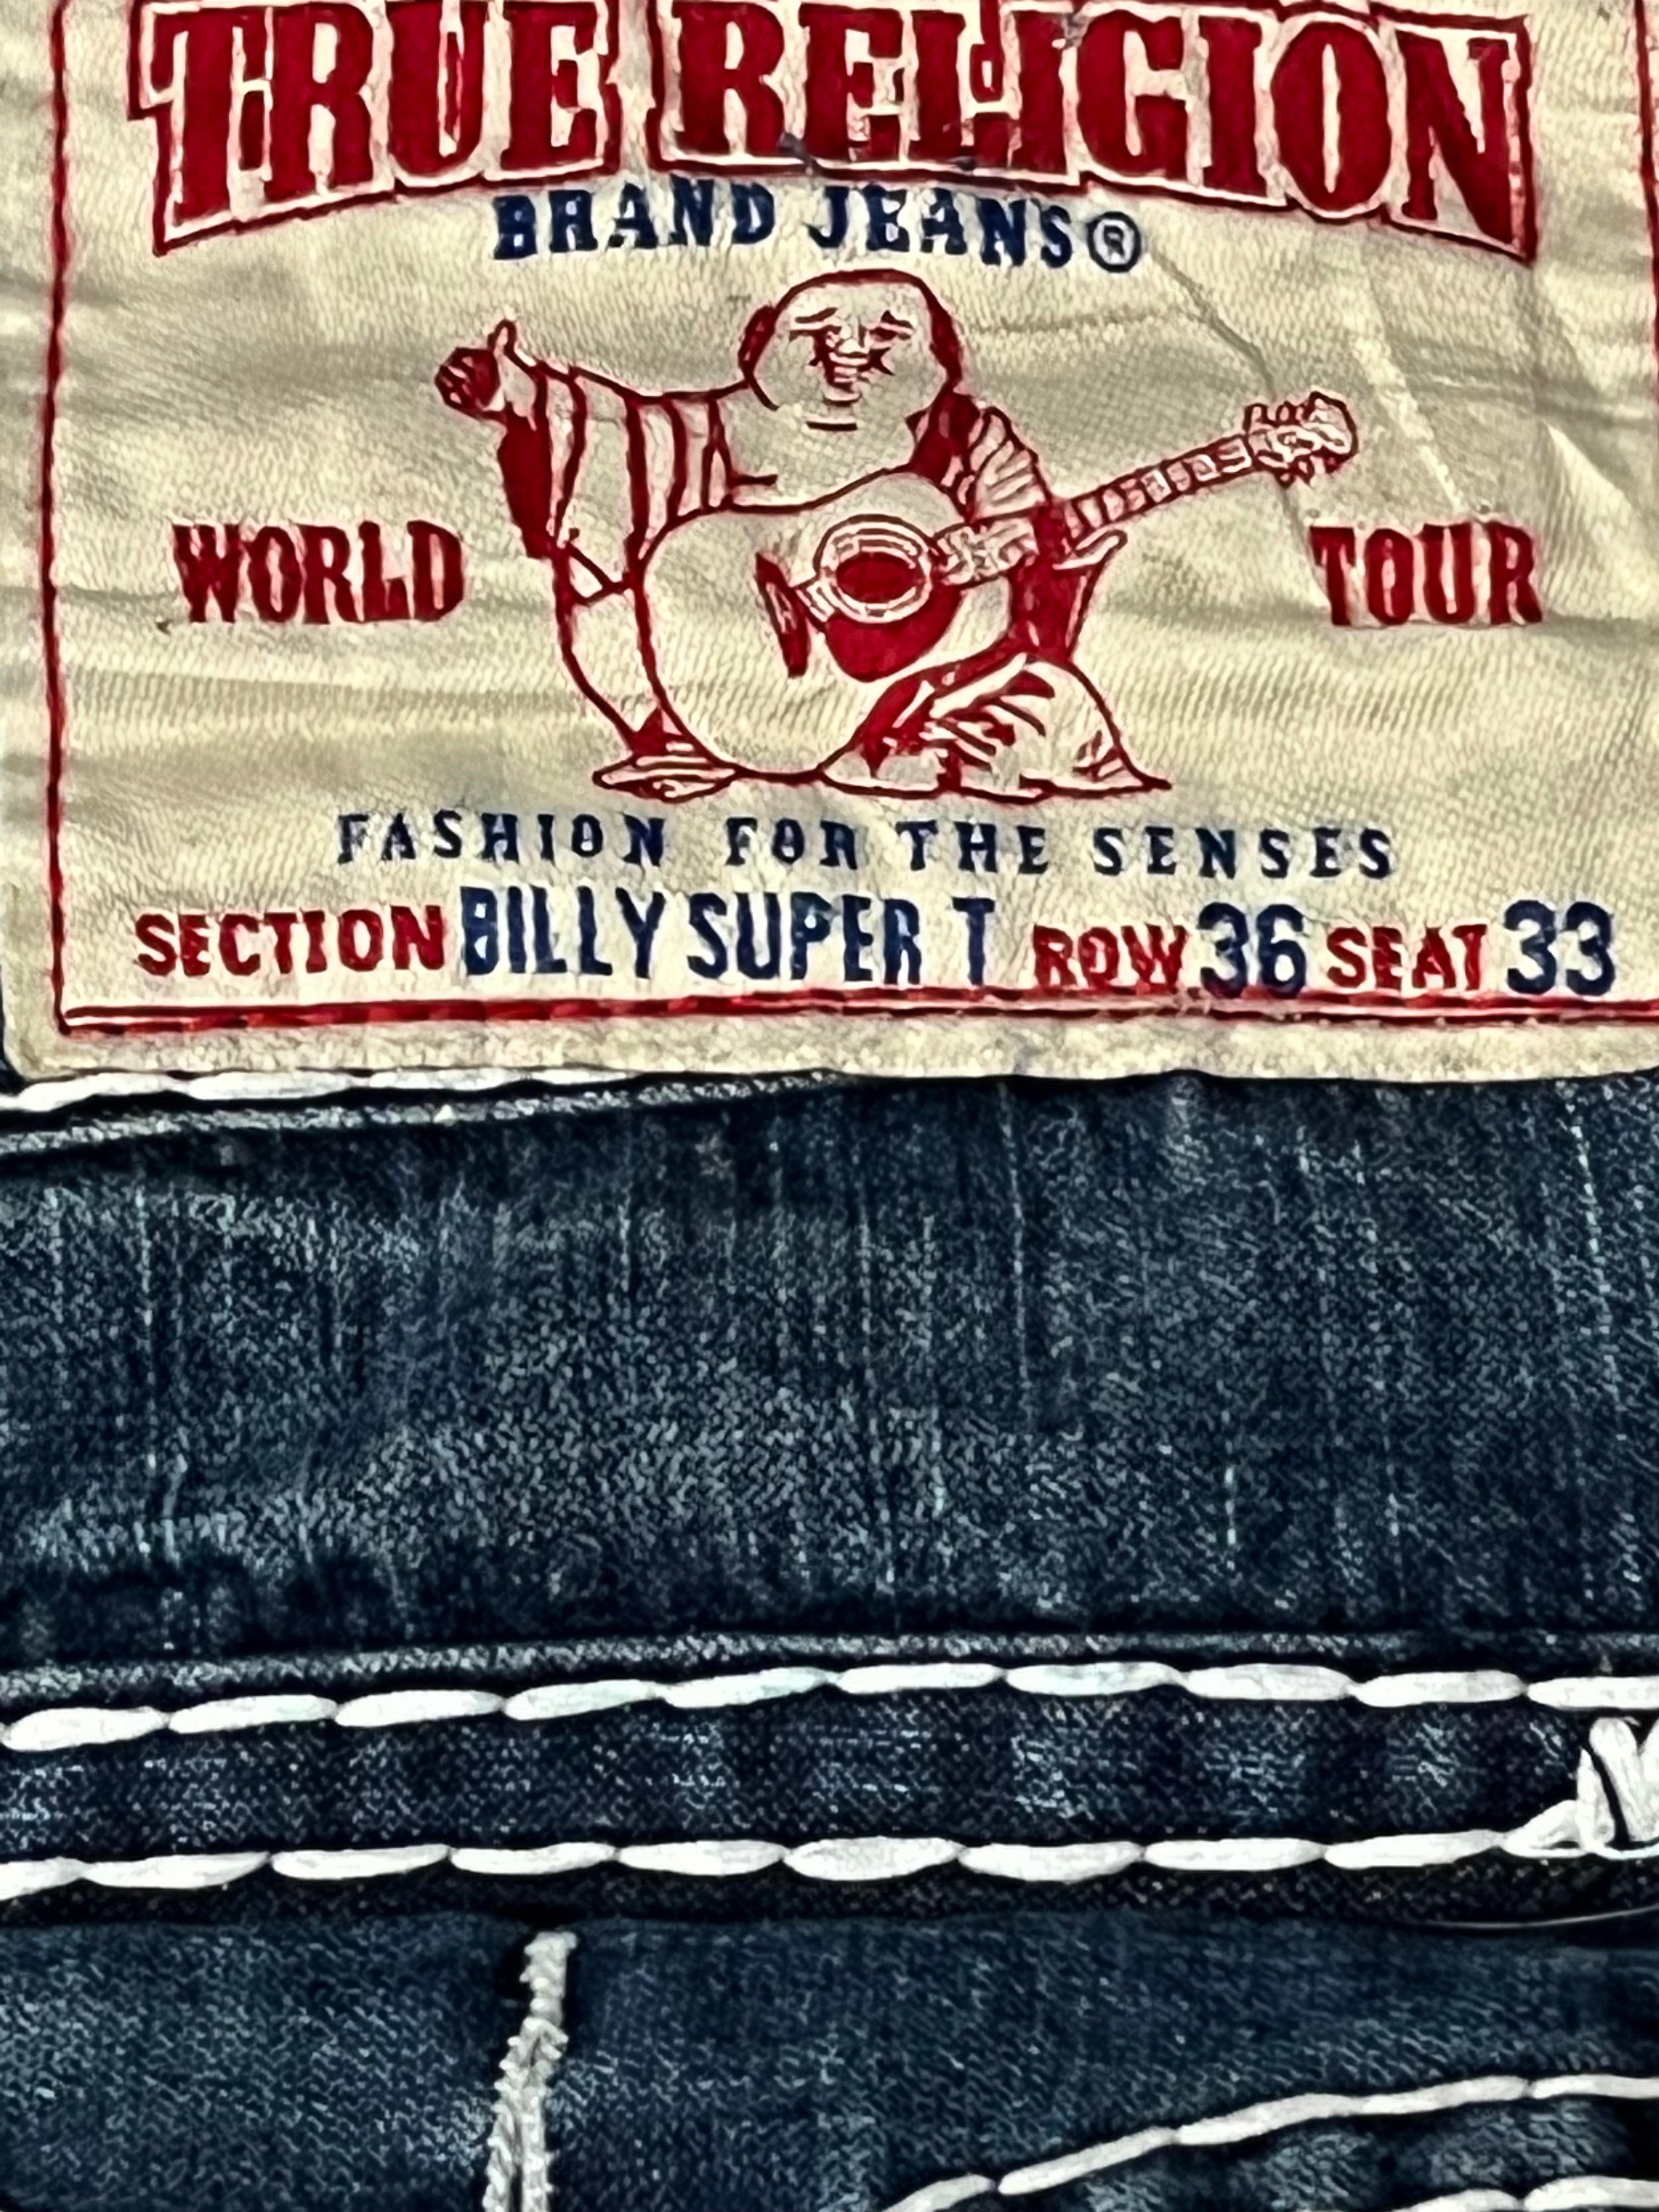 TRUE RELIGION
BRAND JEANS®
WORLD TOUR
FASHION FOR THE SENSES
SECTION BILLY SUPER T ROW 36 SEAT 33